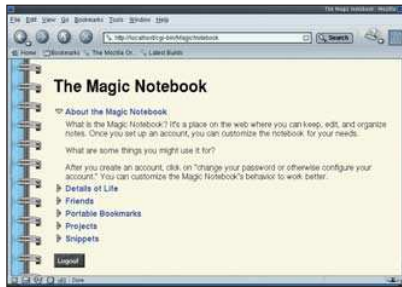 The Magic Notebook - Mozilla
File Edit View Go Bookmarks Tools Window Help
http://localhost/cgi-bin/MagicNotebook
Search
Home Bookmarks The Mozilla Or... Latest Builds
The Magic Notebook
About the Magic Notebook
What is the Magic Notebook? It's a place on the web where you can keep, edit, and organize
notes. Once you set up an account, you can customize the notebook for your needs.
What are some things you might use it for?
After you create an account, click on "change your password or otherwise configure your
account." You can customize the Magic Notebook's behavior to work better.
Details of Life
Friends
Portable Bookmarks
Projects
Snippets
Logout
Done